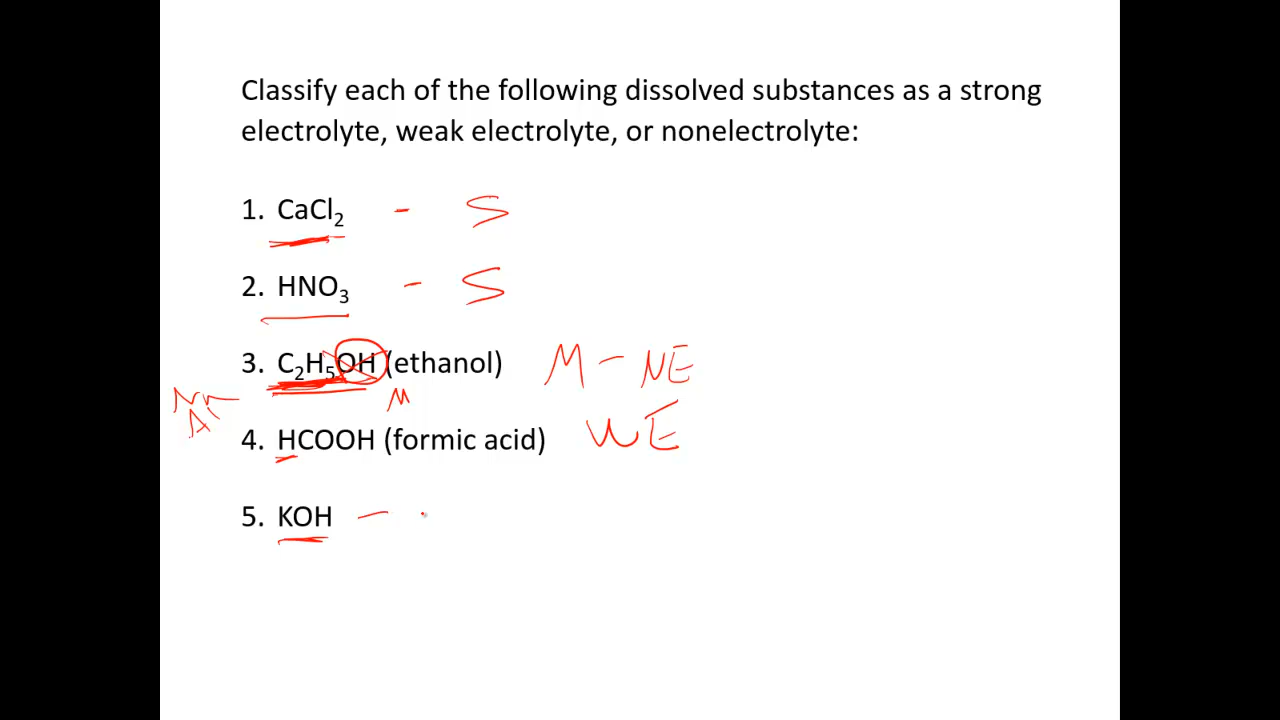 Classify each of the following dissolved substances as a strong
electrolyte, weak electrolyte, or nonelectrolyte:
1. CaCl₂ - S
2. HNO₃ - S
3. C₂H₅OH (ethanol) M - NE
M
4. HCOOH (formic acid) WE
5. KOH -